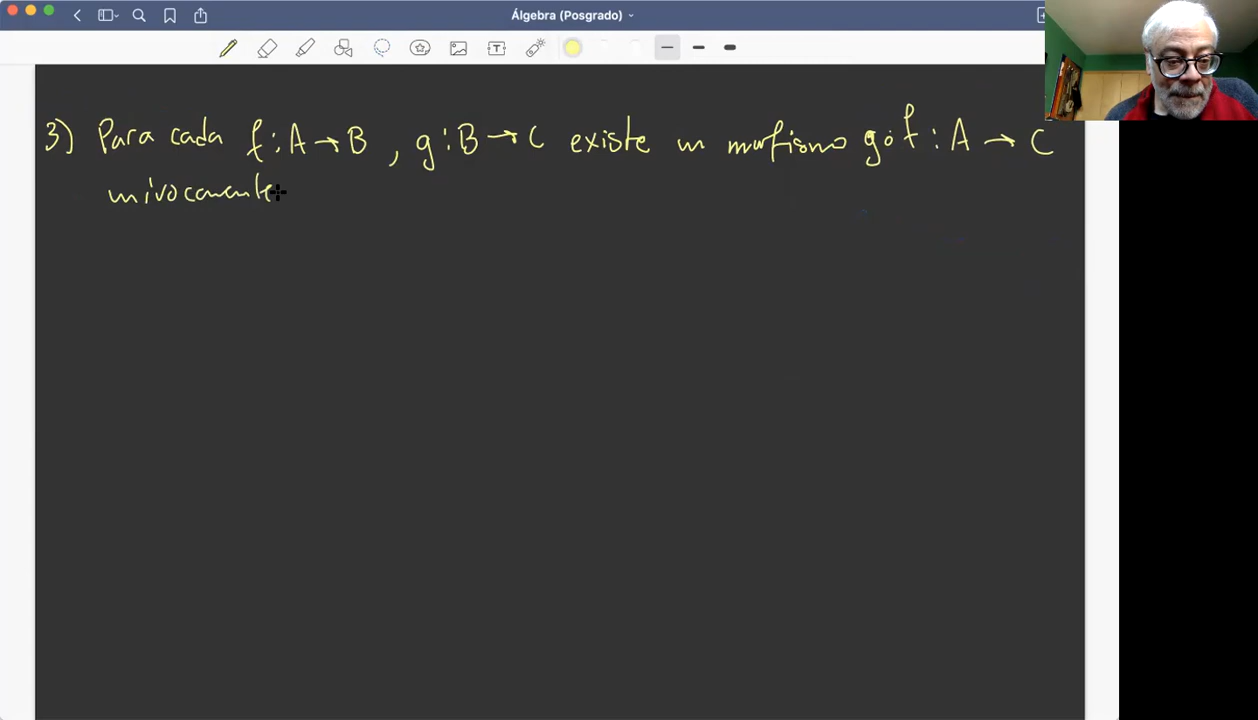 Álgebra (Posgrado)
3) Para cada f : A → B , g : B → C existe un morfismo g∘f : A → C
unívocamente